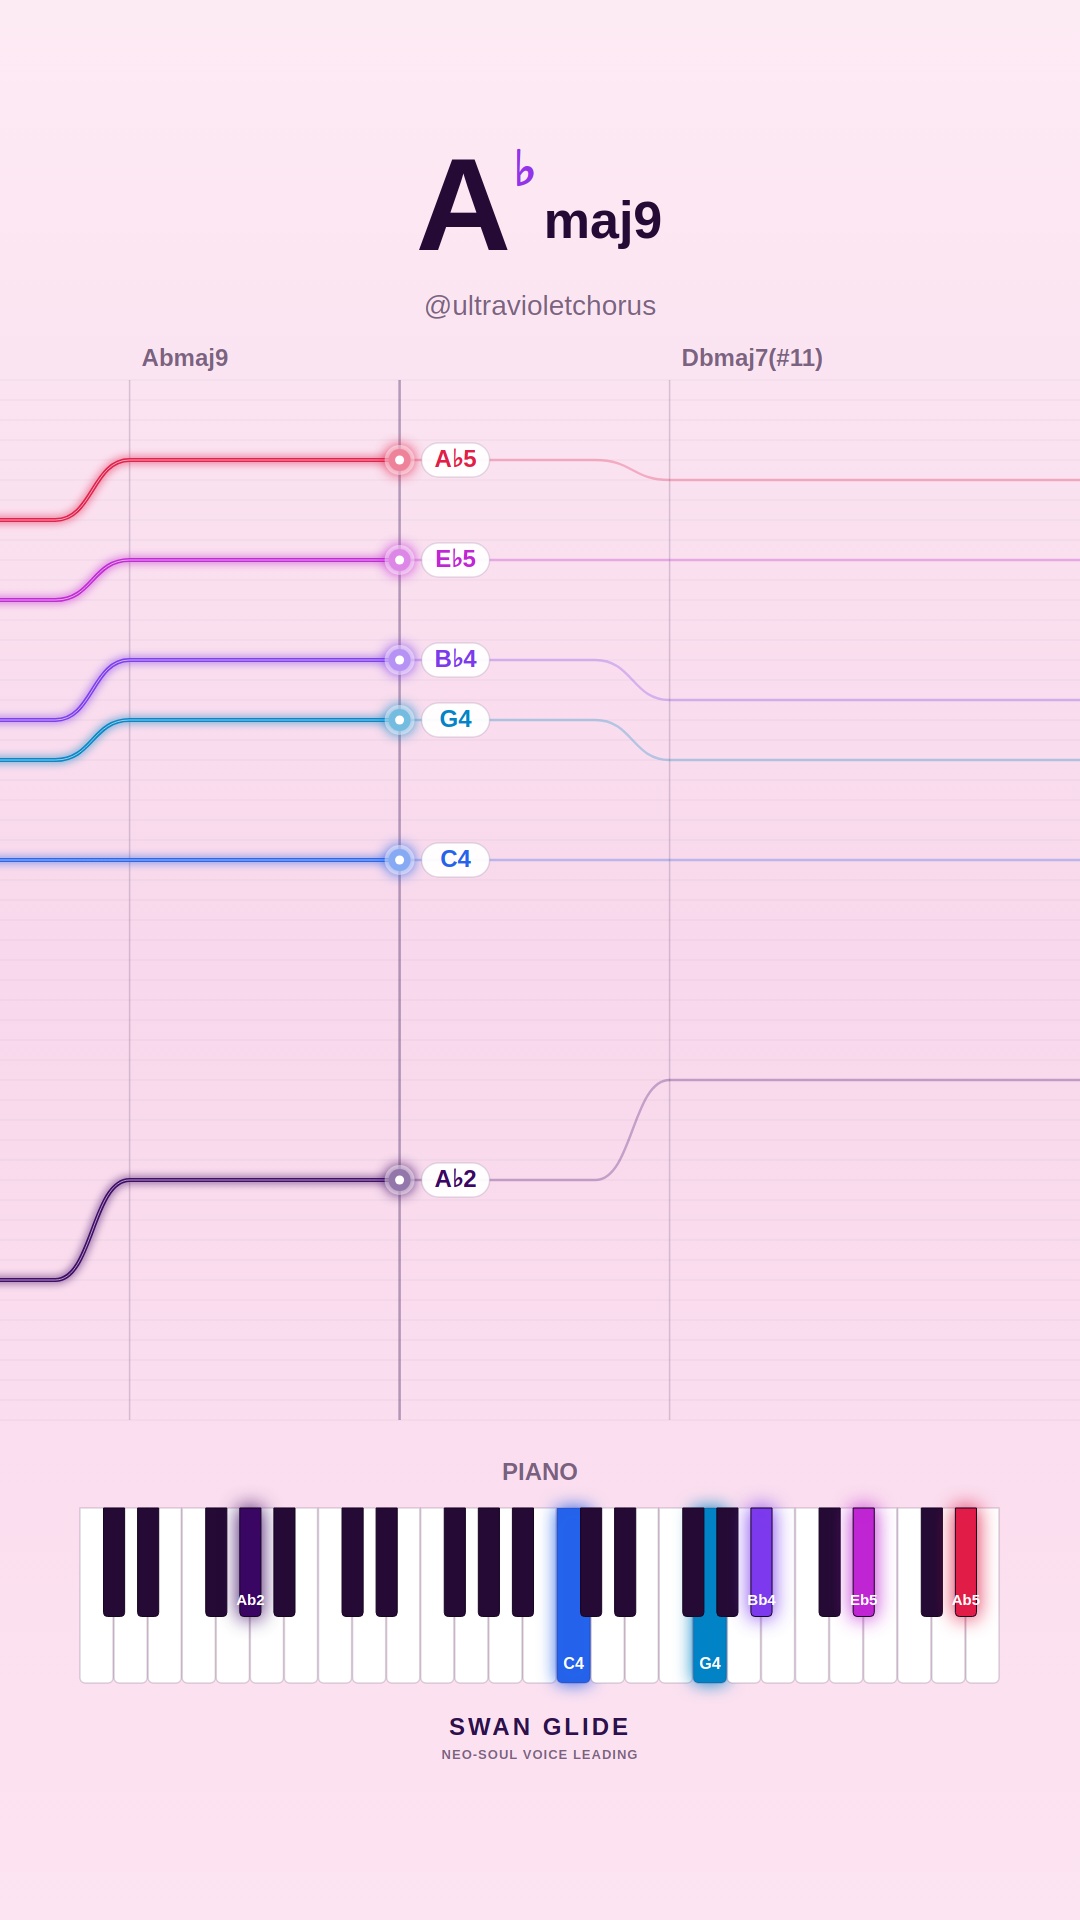 A♭maj9
@ultravioletchorus
Abmaj9 Dbmaj7(#11)
A♭5
E♭5
B♭4
G4
C4
A♭2
PIANO
Ab2 Bb4 Eb5 Ab5
C4 G4
SWAN GLIDE
NEO-SOUL VOICE LEADING